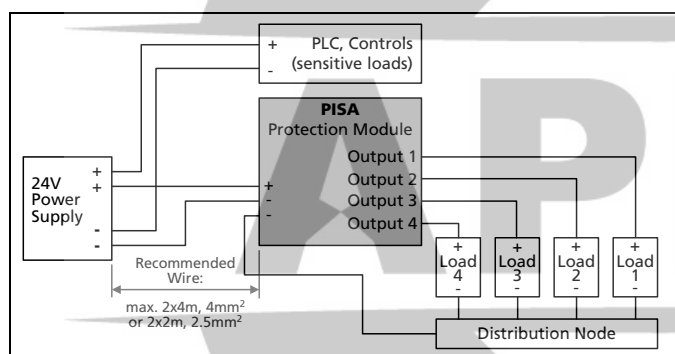 PLC, Controls
(sensitive loads)
+
-
PISA
Protection Module
Output 1
Output 2
Output 3
Output 4
+
-
-
24V
Power
Supply
+
+
-
-
Recommended
Wire:
max. 2x4m, 4mm²
or 2x2m, 2.5mm²
+
Load
4
-
+
Load
3
-
+
Load
2
-
+
Load
1
-
Distribution Node
AP